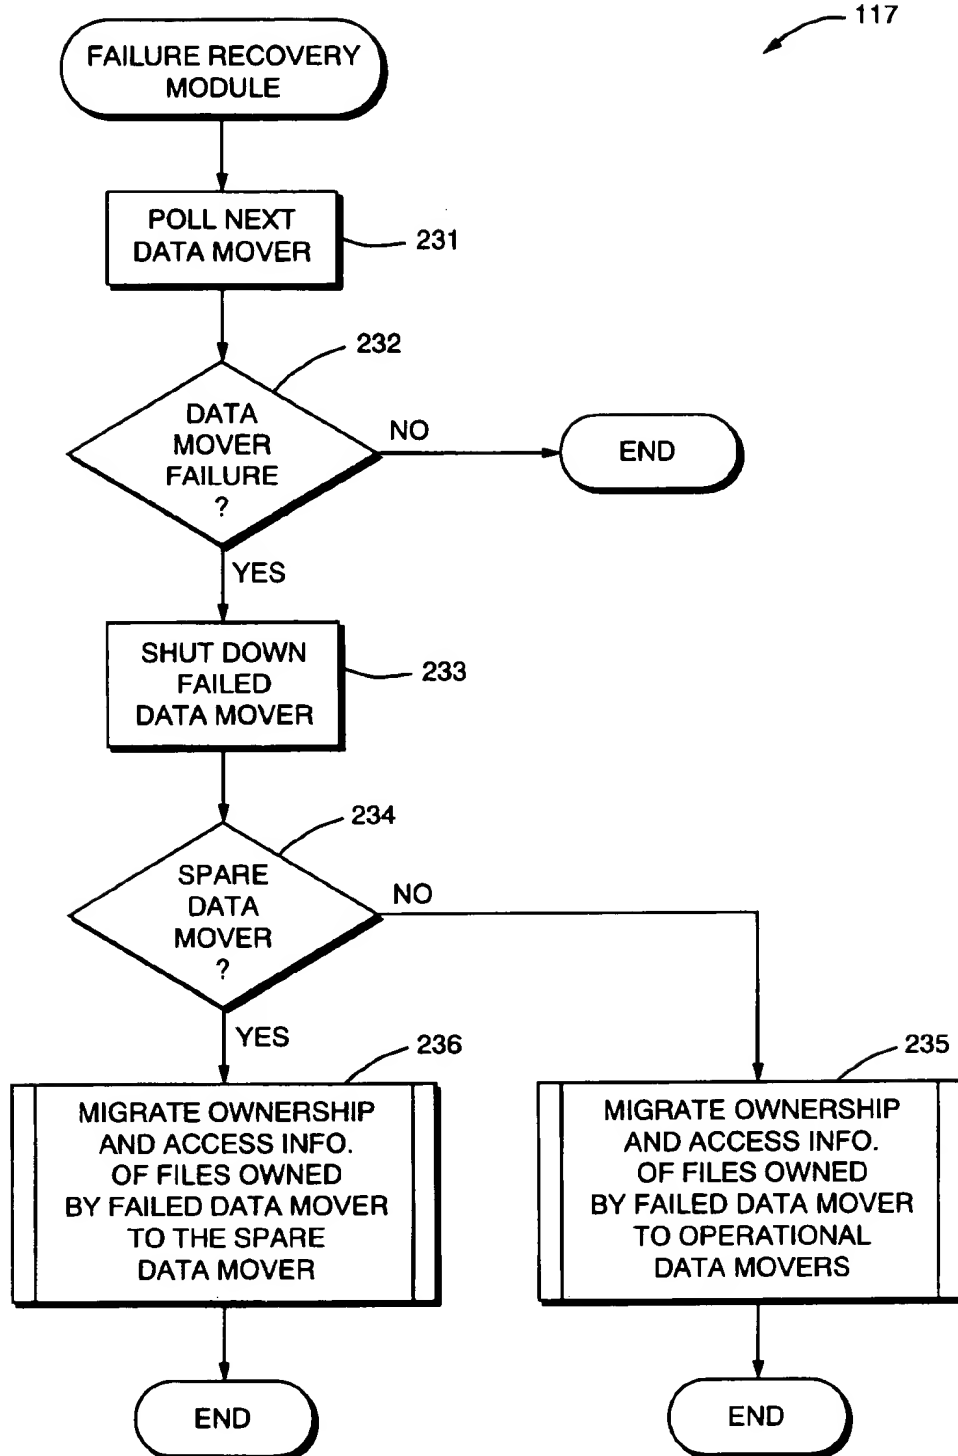 117
FAILURE RECOVERY
MODULE
POLL NEXT
DATA MOVER
231
232
DATA
MOVER
FAILURE
?
NO
END
YES
SHUT DOWN
FAILED
DATA MOVER
233
234
SPARE
DATA
MOVER
?
NO
YES
236
MIGRATE OWNERSHIP
AND ACCESS INFO.
OF FILES OWNED
BY FAILED DATA MOVER
TO THE SPARE
DATA MOVER
235
MIGRATE OWNERSHIP
AND ACCESS INFO.
OF FILES OWNED
BY FAILED DATA MOVER
TO OPERATIONAL
DATA MOVERS
END
END